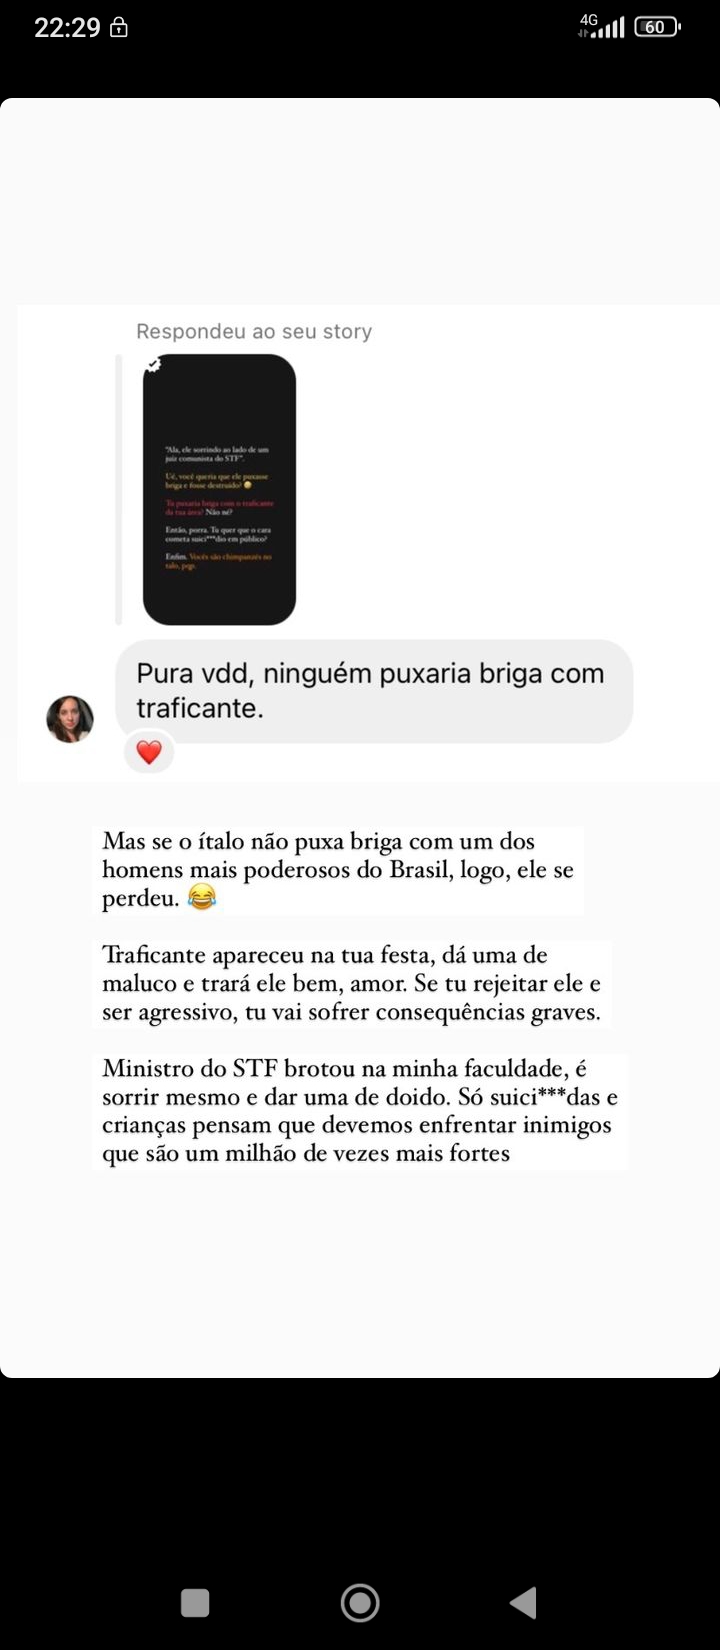 22:29
4G
60
Respondeu ao seu story
"Ala, ele sorrindo ao lado de um
juiz comunista do STF".
Ué, você queria que ele puxasse
briga e fosse destruído?
Tu puxaria briga com o traficante
da tua área? Não né?
Então, porra. Tu quer que o cara
cometa suici***dio em público?
Enfim. Vocês são chimpanzés no
talo, pqp.
Pura vdd, ninguém puxaria briga com
traficante.
❤️
Mas se o ítalo não puxa briga com um dos
homens mais poderosos do Brasil, logo, ele se
perdeu. 😂
Traficante apareceu na tua festa, dá uma de
maluco e trará ele bem, amor. Se tu rejeitar ele e
ser agressivo, tu vai sofrer consequências graves.
Ministro do STF brotou na minha faculdade, é
sorrir mesmo e dar uma de doido. Só suici***das e
crianças pensam que devemos enfrentar inimigos
que são um milhão de vezes mais fortes